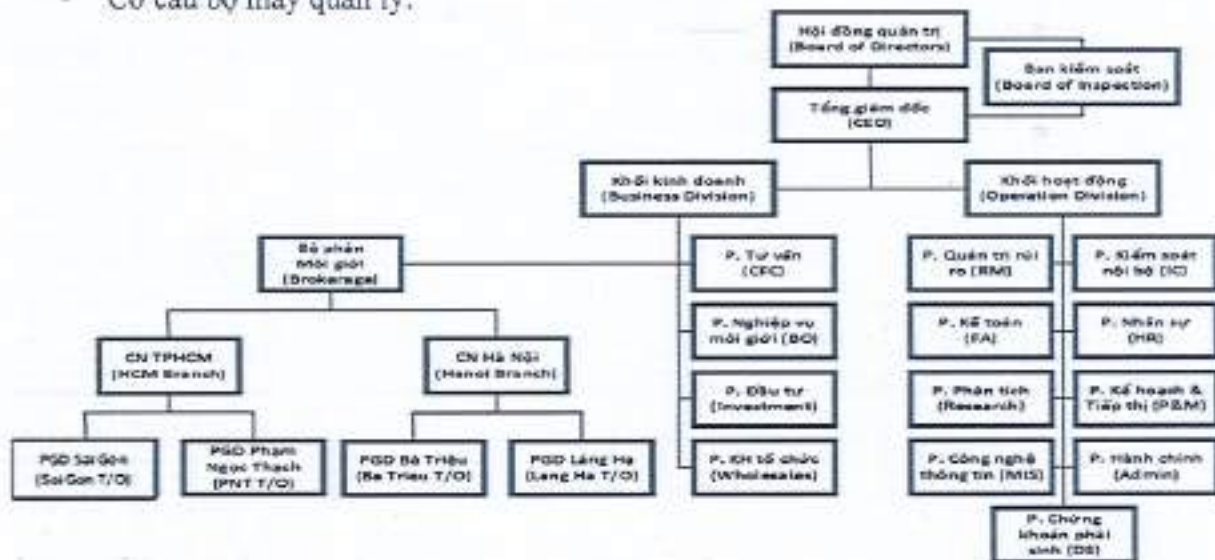 Cơ cấu bộ máy quản lý:
Hội đồng quản trị
(Board of Directors)
Ban kiểm soát
(Board of Inspection)
Tổng giám đốc
(CEO)
Khối kinh doanh
(Business Division)
Khối hoạt động
(Operation Division)
Bộ phận
Môi giới
(Brokerage)
P. Tư vấn
(CFC)
P. Quản trị rủi
ro (RM)
P. Kiểm soát
nội bộ (IC)
P. Nghiệp vụ
môi giới (BO)
P. Kế toán
(FA)
P. Nhân sự
(HR)
CN TPHCM
(HCM Branch)
CN Hà Nội
(Hanoi Branch)
P. Đầu tư
(Investment)
P. Phân tích
(Research)
P. Kế hoạch &
Tiếp thị (P&M)
PGD Sài Gòn
(SaiGon T/O)
PGD Phạm
Ngọc Thạch
(PNT T/O)
PGD Bà Triệu
(Ba Trieu T/O)
PGD Láng Hạ
(Lang Ha T/O)
P. KH tổ chức
(Wholesales)
P. Công nghệ
thông tin (MIS)
P. Hành chính
(Admin)
P. Chứng
khoán phái
sinh (DS)